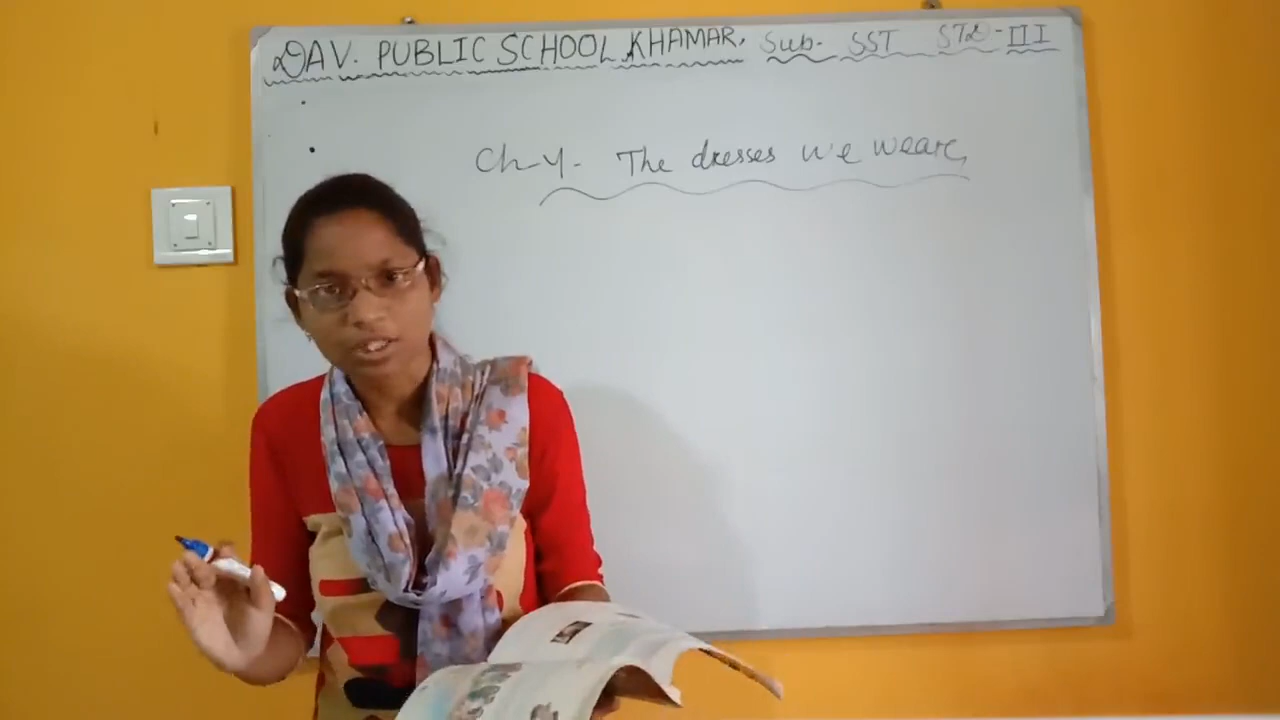 DAV. PUBLIC SCHOOL, KHAMAR, Sub- SST STD-III
Ch-4- The dresses we wear,